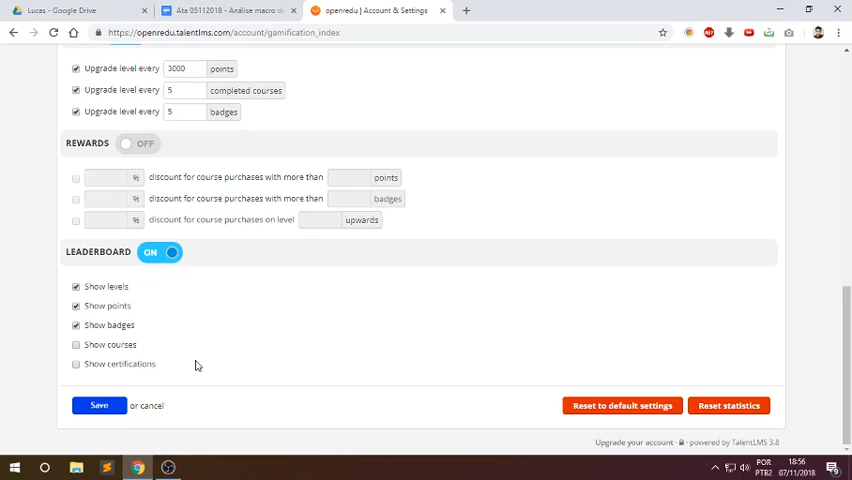 Lucas - Google Drive
Ata 05112018 - Análise macro d
openredu | Account & Settings
https://openredu.talentlms.com/account/gamification_index
Upgrade level every 3000 points
Upgrade level every 5 completed courses
Upgrade level every 5 badges
REWARDS OFF
% discount for course purchases with more than points
% discount for course purchases with more than badges
% discount for course purchases on level upwards
LEADERBOARD ON
Show levels
Show points
Show badges
Show courses
Show certifications
Save or cancel
Reset to default settings
Reset statistics
Upgrade your account - powered by TalentLMS 3.8
POR
PTB2
18:56
07/11/2018